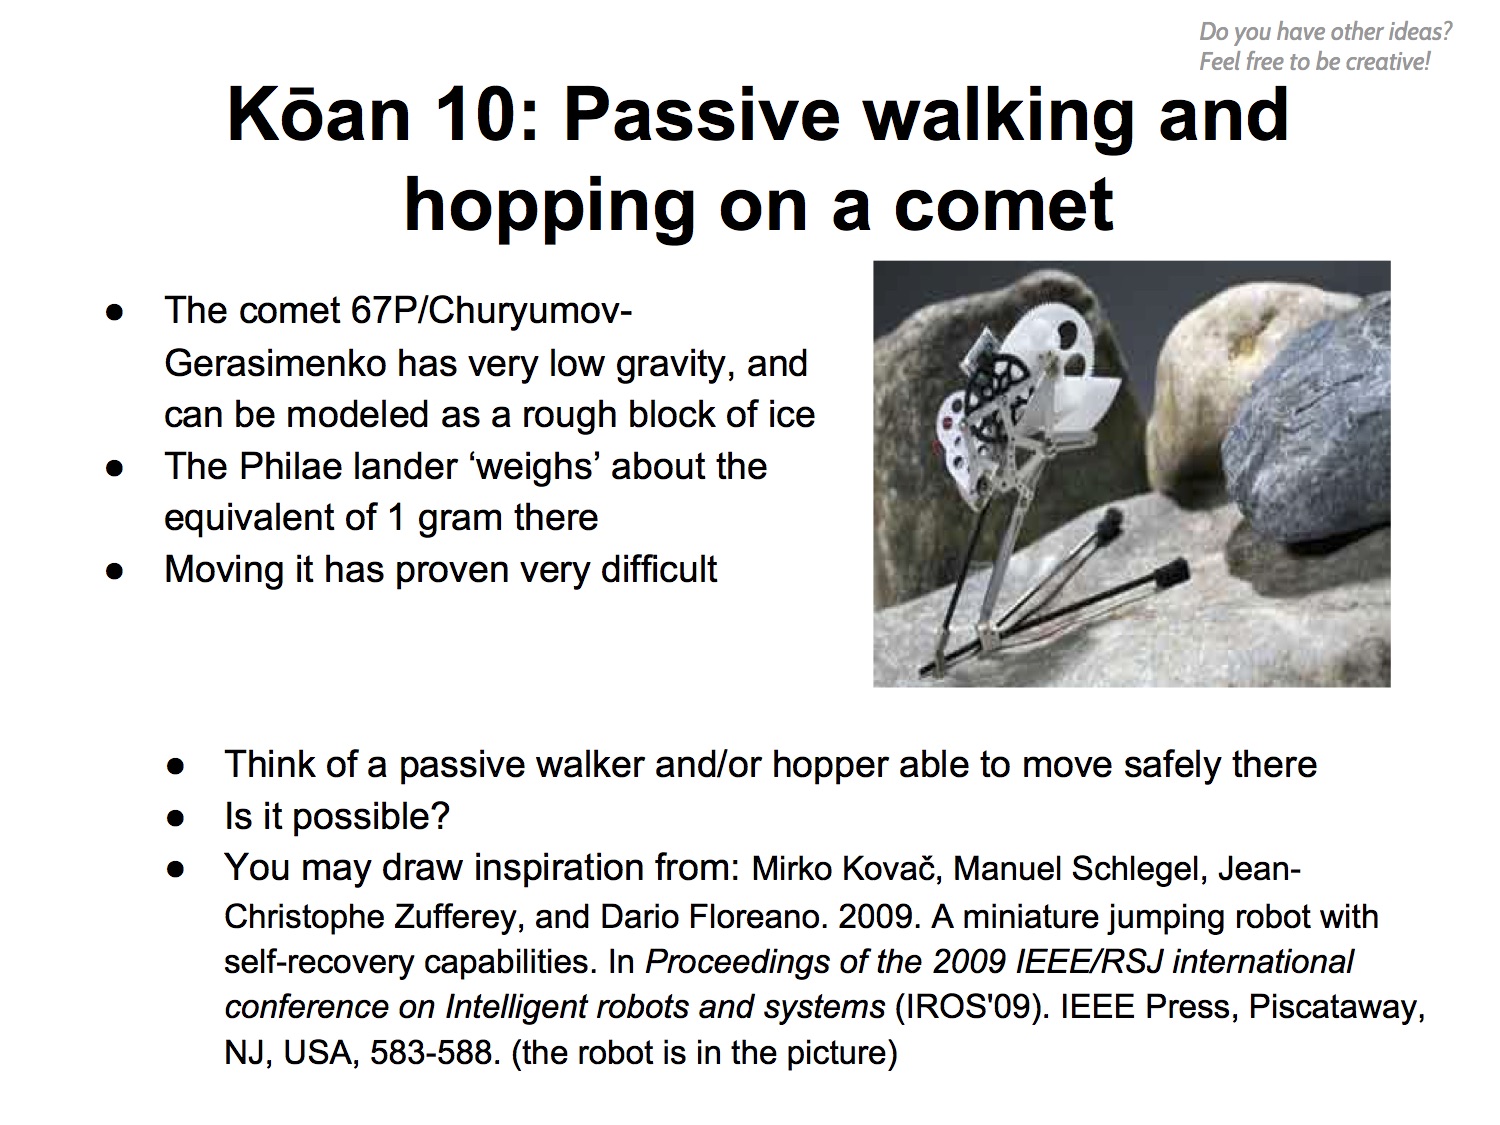 Do you have other ideas?
Feel free to be creative!
Kōan 10: Passive walking and
hopping on a comet
● The comet 67P/Churyumov-
Gerasimenko has very low gravity, and
can be modeled as a rough block of ice
● The Philae lander ‘weighs’ about the
equivalent of 1 gram there
● Moving it has proven very difficult
● Think of a passive walker and/or hopper able to move safely there
● Is it possible?
● You may draw inspiration from: Mirko Kovač, Manuel Schlegel, Jean-
Christophe Zufferey, and Dario Floreano. 2009. A miniature jumping robot with
self-recovery capabilities. In Proceedings of the 2009 IEEE/RSJ international
conference on Intelligent robots and systems (IROS'09). IEEE Press, Piscataway,
NJ, USA, 583-588. (the robot is in the picture)